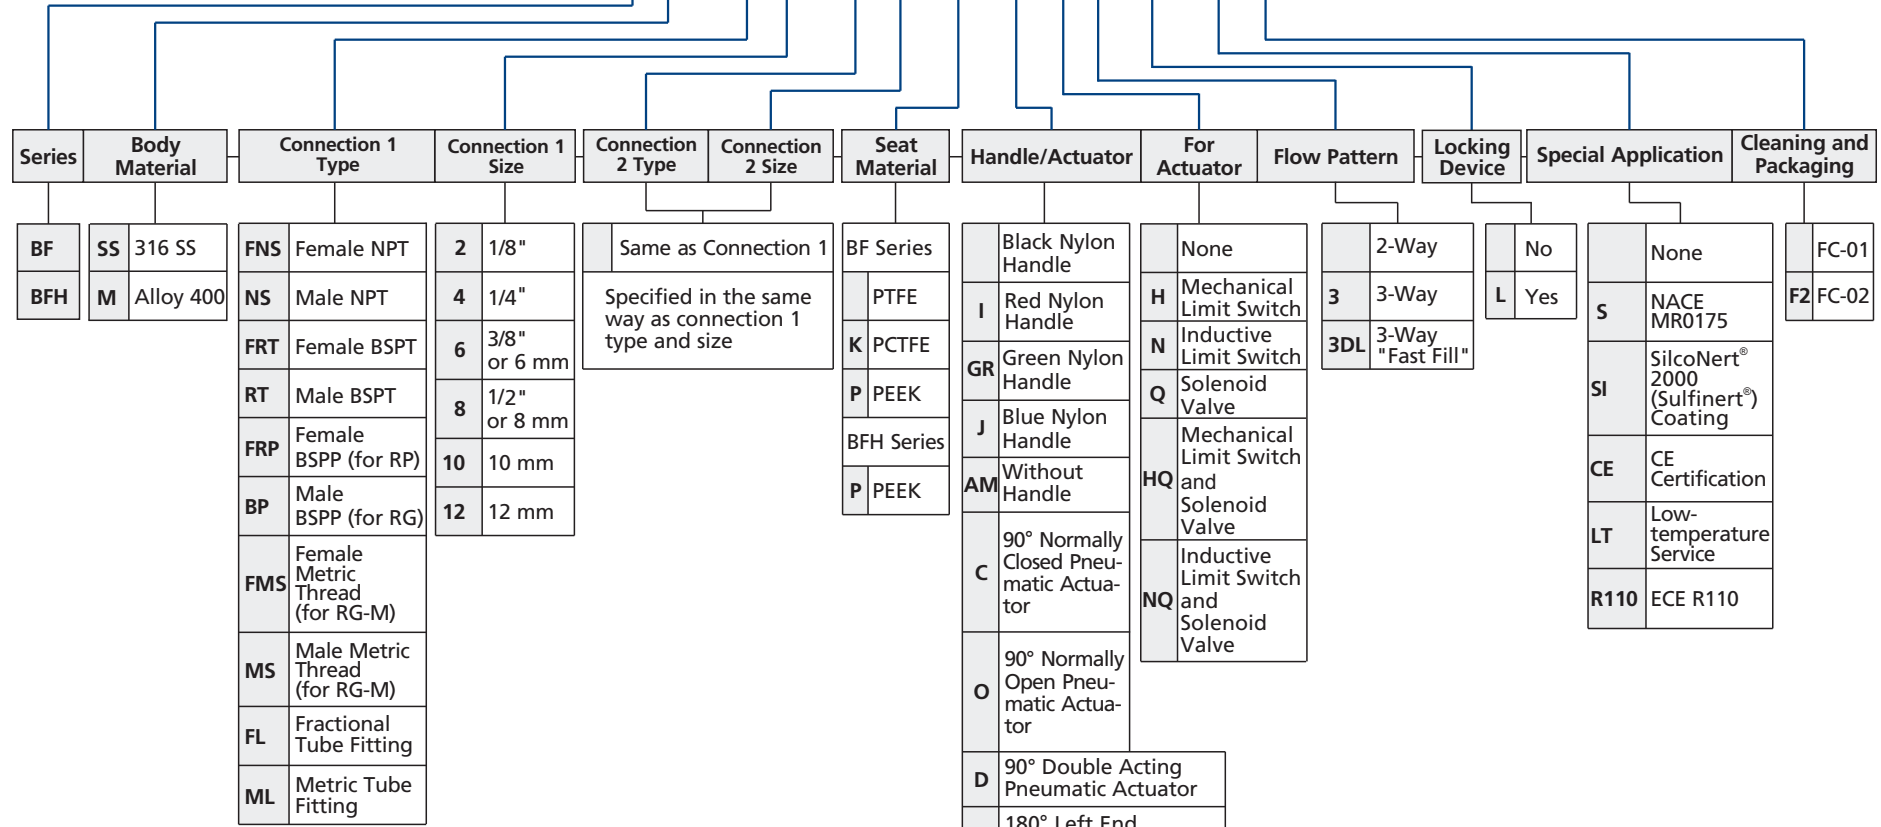 Series
Body
Material
Connection 1
Type
Connection 1
Size
Connection
2 Type
Connection
2 Size
Seat
Material
Handle/Actuator
For
Actuator
Flow Pattern
Locking
Device
Special Application
Cleaning and
Packaging
BF
BFH
SS 316 SS
M Alloy 400
FNS Female NPT
NS Male NPT
FRT Female BSPT
RT Male BSPT
FRP Female
BSPP (for RP)
BP Male
BSPP (for RG)
FMS Female
Metric
Thread
(for RG-M)
MS Male Metric
Thread
(for RG-M)
FL Fractional
Tube Fitting
ML Metric Tube
Fitting
2 1/8"
4 1/4"
6 3/8"
or 6 mm
8 1/2"
or 8 mm
10 10 mm
12 12 mm
Same as Connection 1
Specified in the same
way as connection 1
type and size
BF Series
PTFE
K PCTFE
P PEEK
BFH Series
P PEEK
Black Nylon
Handle
I Red Nylon
Handle
GR Green Nylon
Handle
J Blue Nylon
Handle
AM Without
Handle
C 90° Normally
Closed Pneu-
matic Actua-
tor
O 90° Normally
Open Pneu-
matic Actua-
tor
D 90° Double Acting
Pneumatic Actuator
180° Left End
None
H Mechanical
Limit Switch
N Inductive
Limit Switch
Q Solenoid
Valve
HQ Mechanical
Limit Switch
and
Solenoid
Valve
NQ Inductive
Limit Switch
and
Solenoid
Valve
2-Way
3 3-Way
3DL 3-Way
"Fast Fill"
No
L Yes
None
S NACE
MR0175
SI SilcoNert®
2000
(Sulfinert®)
Coating
CE CE
Certification
LT Low-
temperature
Service
R110 ECE R110
FC-01
F2 FC-02